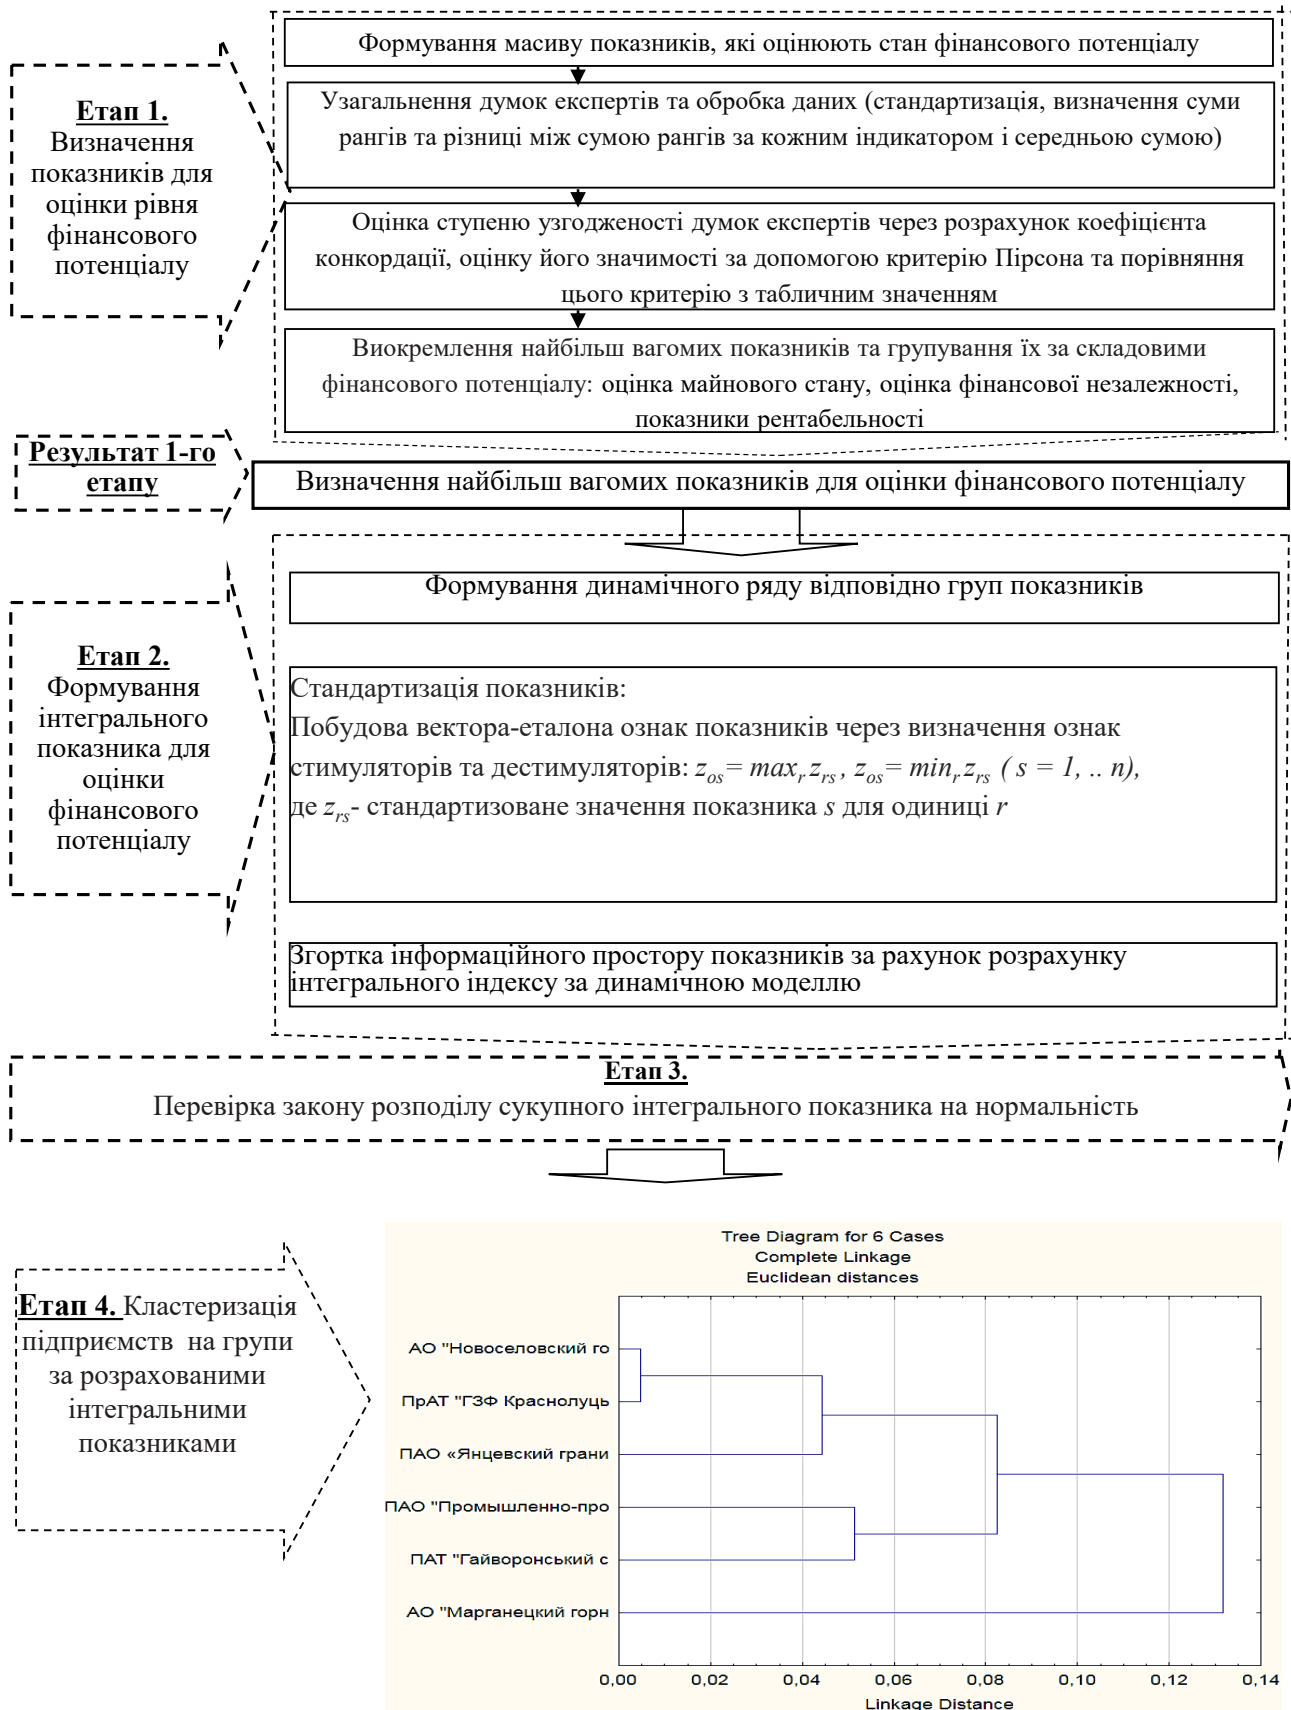 Формування масиву показників, які оцінюють стан фінансового потенціалу
Етап 1.
Визначення
показників для
оцінки рівня
фінансового
потенціалу
Узагальнення думок експертів та обробка даних (стандартизація, визначення суми
рангів та різниці між сумою рангів за кожним індикатором і середньою сумою)
Оцінка ступеню узгодженості думок експертів через розрахунок коефіцієнта
конкордації, оцінку його значимості за допомогою критерію Пірсона та порівняння
цього критерію з табличним значенням
Виокремлення найбільш вагомих показників та групування їх за складовими
фінансового потенціалу: оцінка майнового стану, оцінка фінансової незалежності,
показники рентабельності
Результат 1-го
етапу
Визначення найбільш вагомих показників для оцінки фінансового потенціалу
Етап 2.
Формування
інтегрального
показника для
оцінки
фінансового
потенціалу
Формування динамічного ряду відповідно груп показників
Стандартизація показників:
Побудова вектора-еталона ознак показників через визначення ознак
стимуляторів та дестимуляторів: z_os= max_r z_rs , z_os= min_r z_rs ( s = 1, .. n),
де z_rs- стандартизоване значення показника s для одиниці r
Згортка інформаційного простору показників за рахунок розрахунку
інтегрального індексу за динамічною моделлю
Етап 3.
Перевірка закону розподілу сукупного інтегрального показника на нормальність
Етап 4. Кластеризація
підприємств на групи
за розрахованими
інтегральними
показниками
Tree Diagram for 6 Cases
Complete Linkage
Euclidean distances
АО "Новоселовский го
ПрАТ "ГЗФ Краснолуць
ПАО «Янцевский грани
ПАО "Промышленно-про
ПАТ "Гайворонський с
АО "Марганецкий горн
0,00 0,02 0,04 0,06 0,08 0,10 0,12 0,14
Linkage Distance